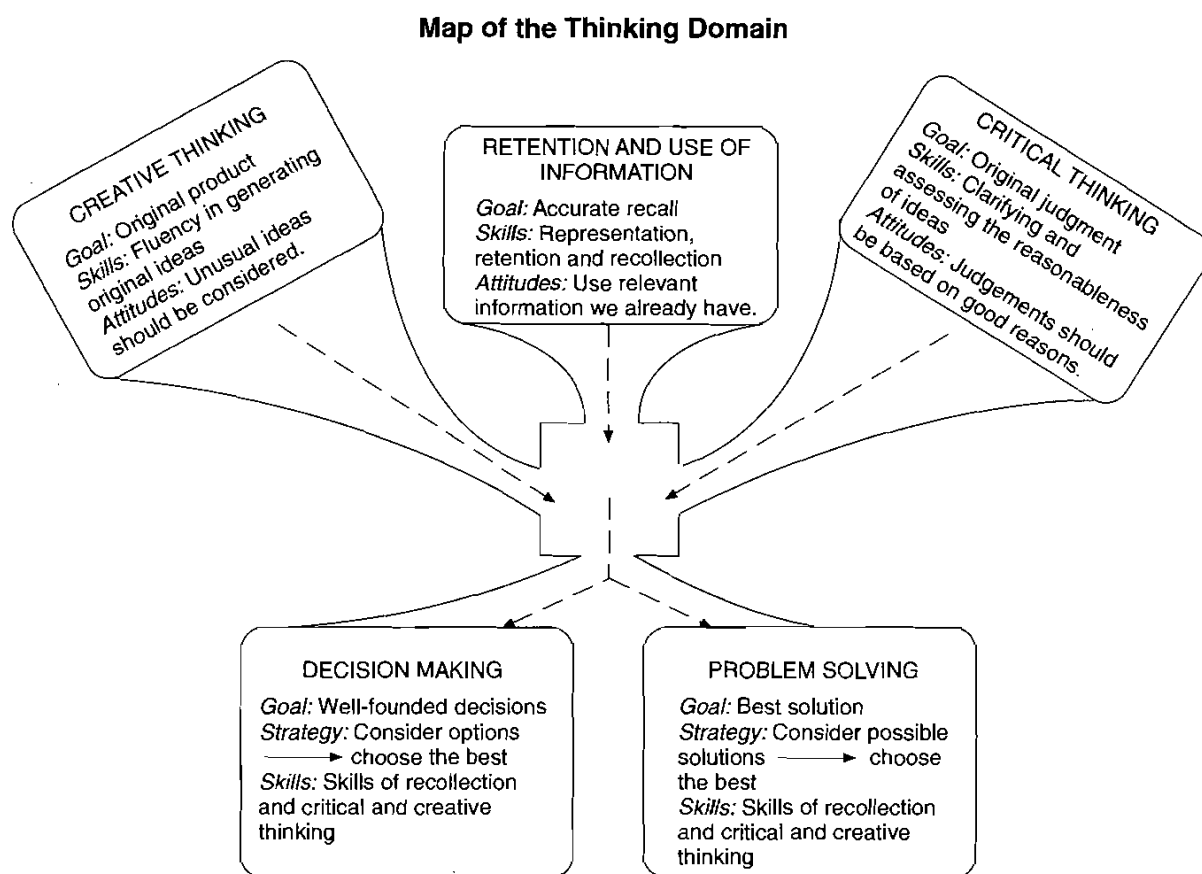 Map of the Thinking Domain
CREATIVE THINKING
Goal: Original product
Skills: Fluency in generating
original ideas
Attitudes: Unusual ideas
should be considered.
RETENTION AND USE OF
INFORMATION
Goal: Accurate recall
Skills: Representation,
retention and recollection
Attitudes: Use relevant
information we already have.
CRITICAL THINKING
Goal: Original judgment
Skills: Clarifying and
assessing the reasonableness
of ideas
Attitudes: Judgements should
be based on good reasons.
DECISION MAKING
Goal: Well-founded decisions
Strategy: Consider options
choose the best
Skills: Skills of recollection
and critical and creative
thinking
PROBLEM SOLVING
Goal: Best solution
Strategy: Consider possible
solutions choose
the best
Skills: Skills of recollection
and critical and creative
thinking